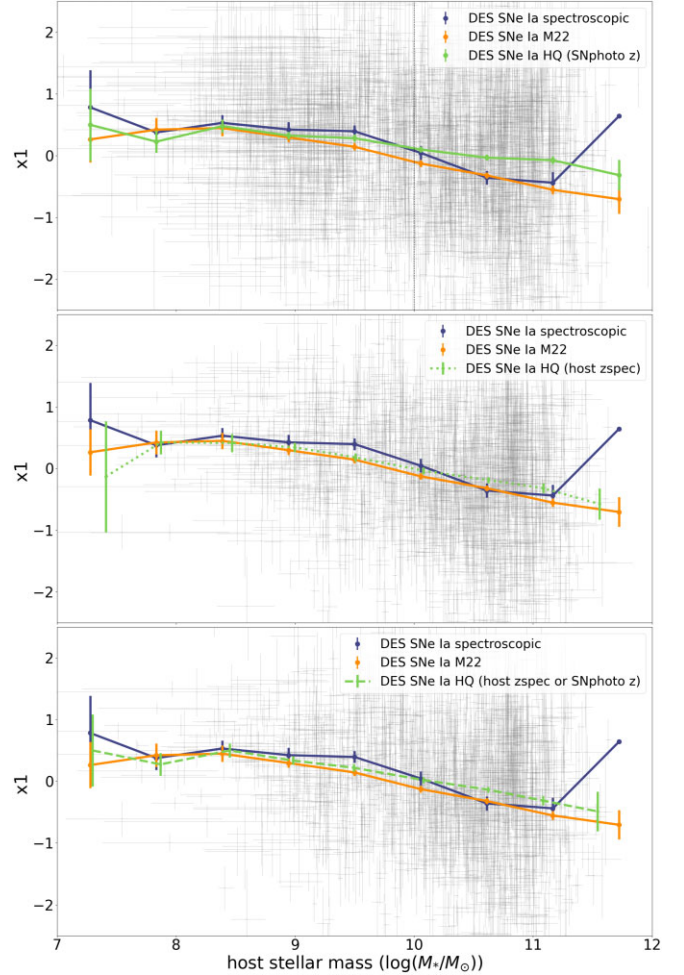 2
DES SNe Ia spectroscopic
DES SNe Ia M22
DES SNe Ia HQ (SNphoto z)
1
x1
0
−1
−2
2
DES SNe Ia spectroscopic
DES SNe Ia M22
DES SNe Ia HQ (host zspec)
1
x1
0
−1
−2
2
DES SNe Ia spectroscopic
DES SNe Ia M22
DES SNe Ia HQ (host zspec or SNphoto z)
1
x1
0
−1
−2
7 8 9 10 11 12
host stellar mass (log(M*/M⊙))